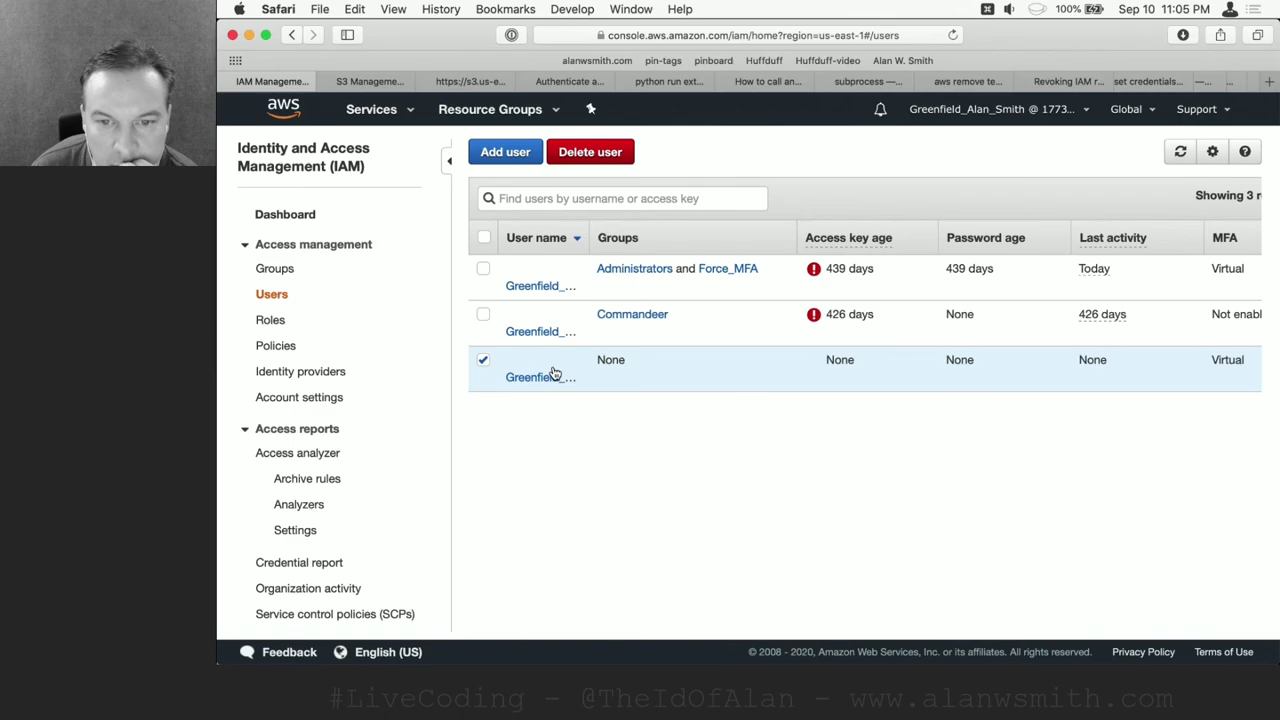 Safari File Edit View History Bookmarks Develop Window Help 100% Sep 10 11:05 PM
console.aws.amazon.com/iam/home?region=us-east-1#/users
alanwsmith.com pin-tags pinboard Huffduff Huffduff-video Alan W. Smith
IAM Manageme... S3 Manageme... https://s3.us-e... Authenticate a... python run ext... How to call an... subprocess —... aws remove te... Revoking IAM r... set credentials... —... ...
aws Services Resource Groups Greenfield_Alan_Smith @ 1773... Global Support
Identity and Access
Management (IAM)
Dashboard
Access management
Groups
Users
Roles
Policies
Identity providers
Account settings
Access reports
Access analyzer
Archive rules
Analyzers
Settings
Credential report
Organization activity
Service control policies (SCPs)
Add user Delete user
Find users by username or access key Showing 3 r
User name Groups Access key age Password age Last activity MFA
Administrators and Force_MFA 439 days 439 days Today Virtual
Greenfield_...
Commandeer 426 days None 426 days Not enabl
Greenfield_...
None None None None Virtual
Greenfield_...
Feedback English (US) © 2008 - 2020, Amazon Web Services, Inc. or its affiliates. All rights reserved. Privacy Policy Terms of Use
#LiveCoding - @TheIdOfAlan - www.alanwsmith.com